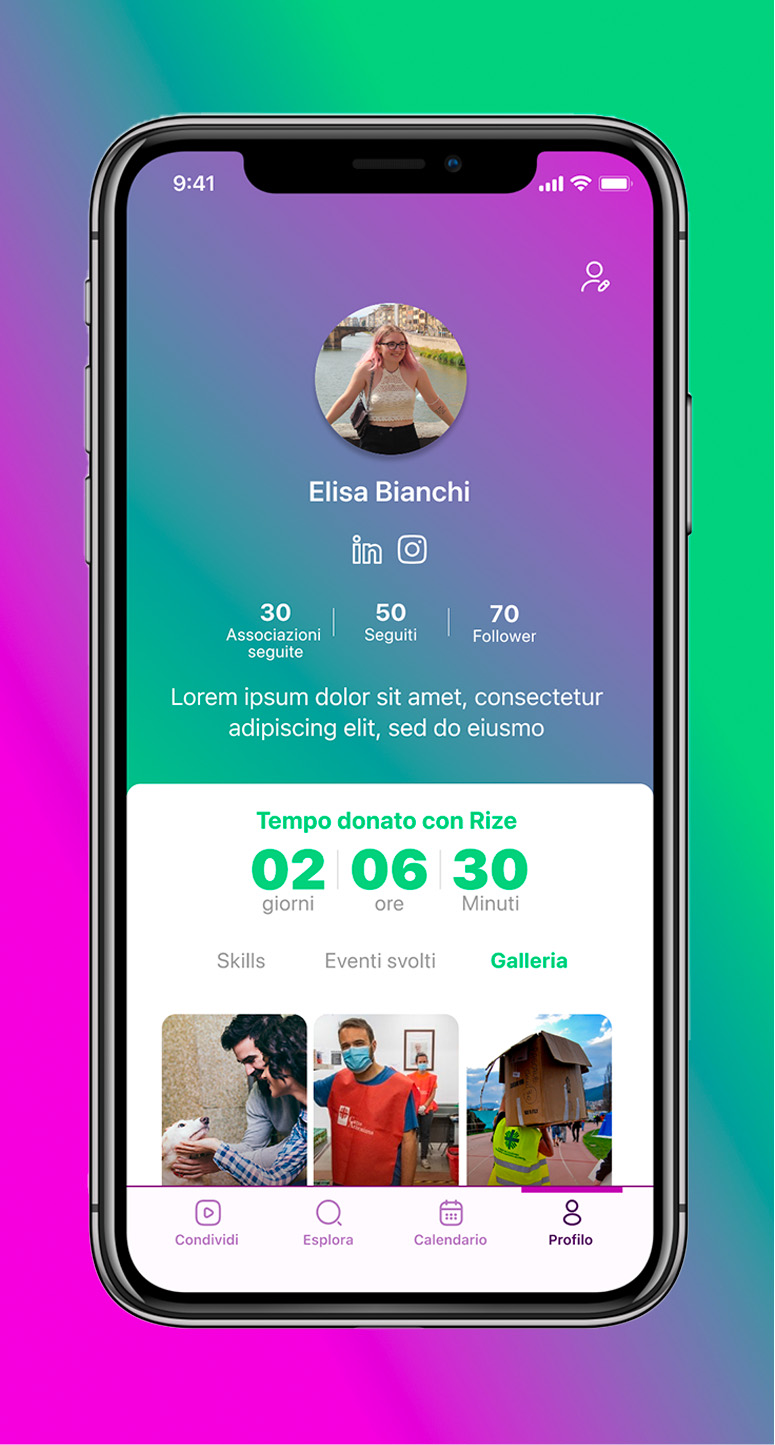 9:41
Elisa Bianchi
in
30
Associazioni
seguite
50
Seguiti
70
Follower
Lorem ipsum dolor sit amet, consectetur
adipiscing elit, sed do eiusmo
Tempo donato con Rize
02
giorni
06
ore
30
Minuti
Skills
Eventi svolti
Galleria
Condividi
Esplora
Calendario
Profilo